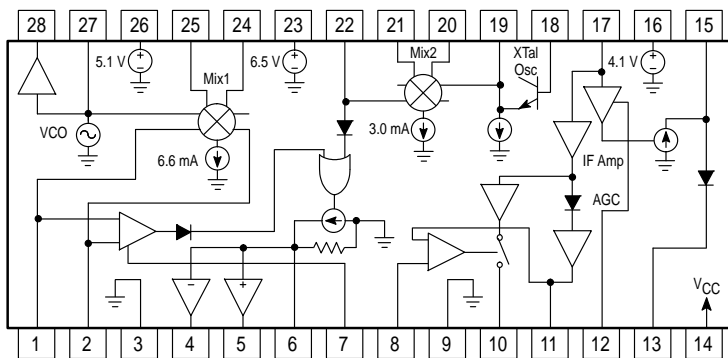 28 27 26 25 24 23 22 21 20 19 18 17 16 15
5.1 V
Mix1
6.5 V
Mix2
XTal
Osc
4.1 V
VCO
6.6 mA
3.0 mA
IF Amp
AGC
− +
VCC
1 2 3 4 5 6 7 8 9 10 11 12 13 14